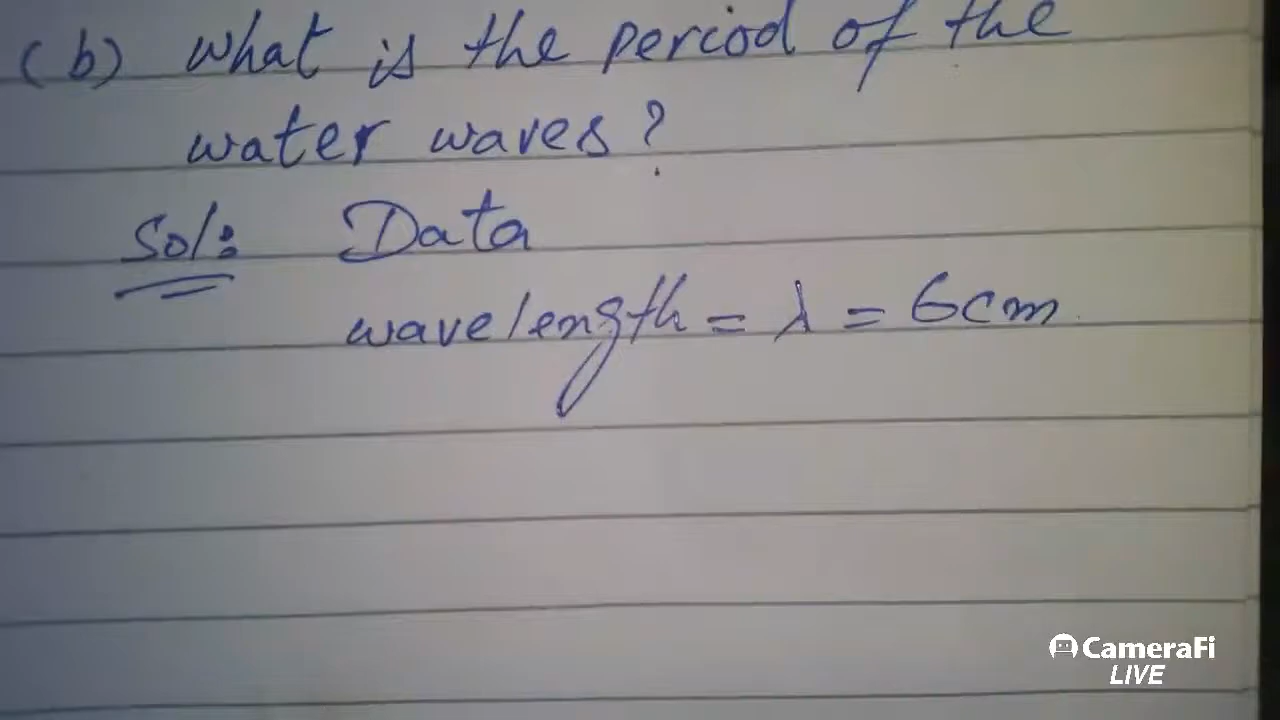 (b) What is the period of the
water waves?
Sol: Data
wavelength = λ = 6cm
CameraFi
LIVE